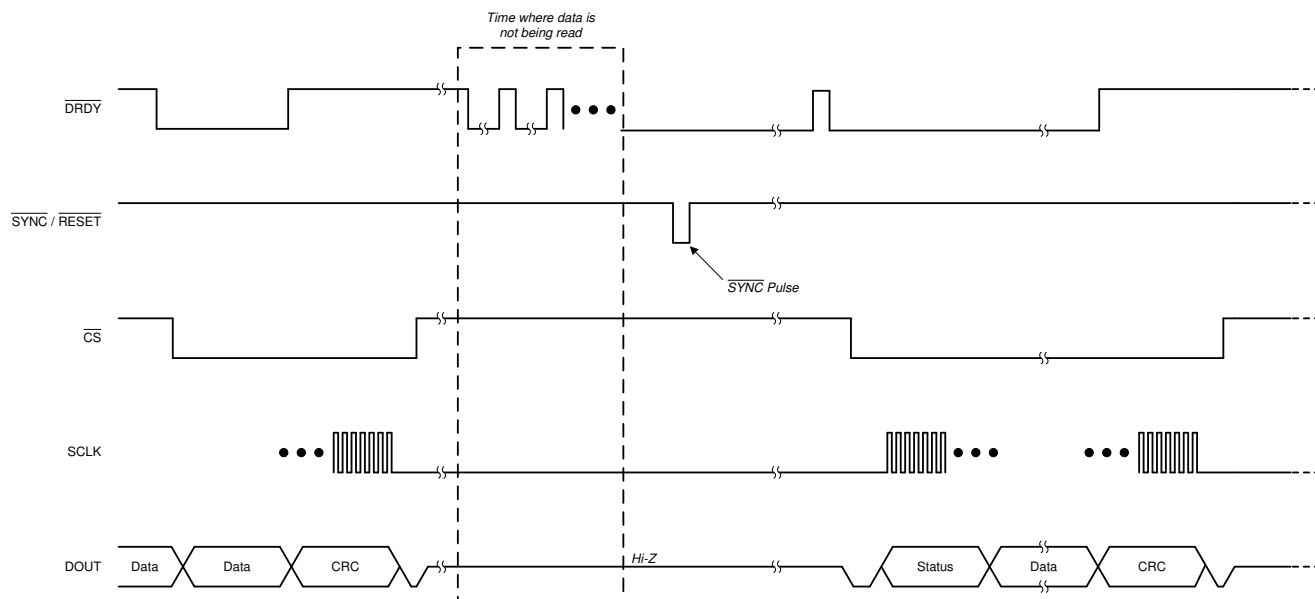 Time where data is
not being read
DRDY
SYNC / RESET
SYNC Pulse
CS
SCLK
DOUT
Data
Data
CRC
Hi-Z
Status
Data
CRC